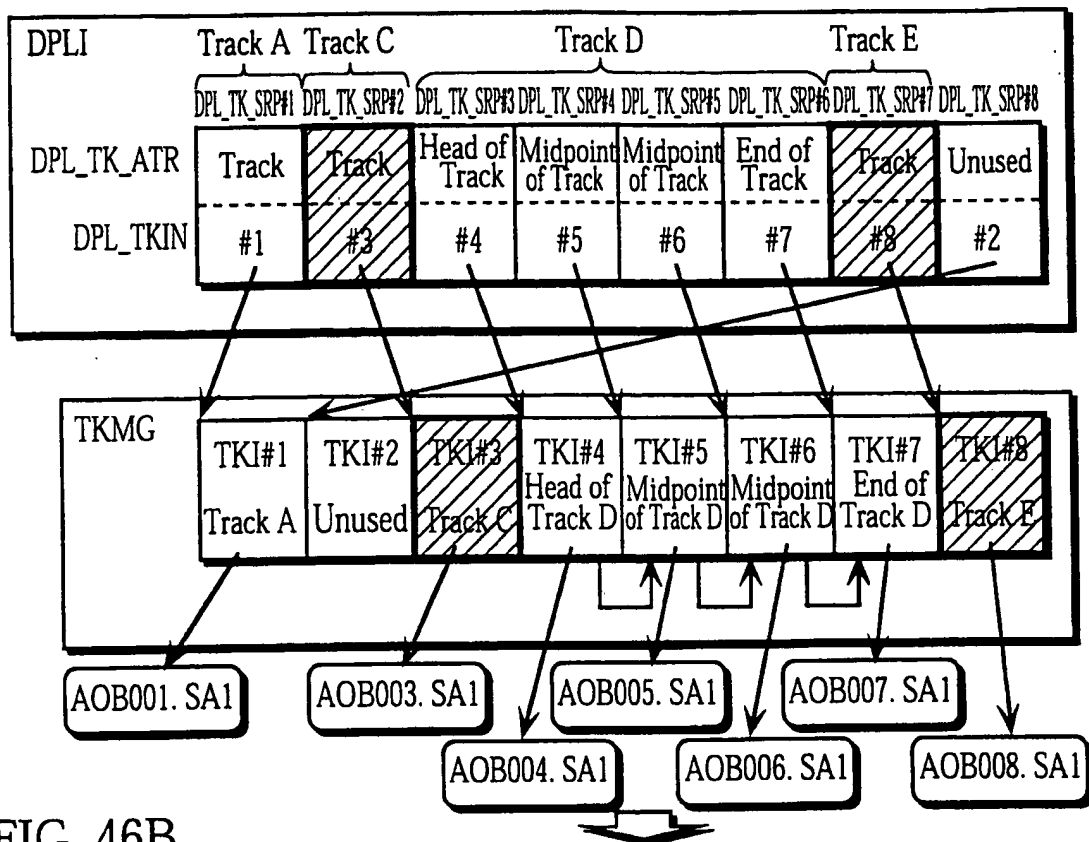 DPLI
Track A Track C Track D Track E
DPL_TK_SRP#1 DPL_TK_SRP#2 DPL_TK_SRP#3 DPL_TK_SRP#4 DPL_TK_SRP#5 DPL_TK_SRP#6 DPL_TK_SRP#7 DPL_TK_SRP#8
DPL_TK_ATR
Track
Track
Head of
Track
Midpoint
of Track
Midpoint
of Track
End of
Track
Track
Unused
DPL_TKIN
#1 #3 #4 #5 #6 #7 #8 #2
TKMG
TKI#1
Track A
TKI#2
Unused
TKI#3
Track C
TKI#4
Head of
Track D
TKI#5
Midpoint
of Track D
TKI#6
Midpoint
of Track D
TKI#7
End of
Track D
TKI#8
Track E
AOB001. SA1
AOB003. SA1
AOB005. SA1
AOB007. SA1
AOB004. SA1
AOB006. SA1
AOB008. SA1
FIG. 46B